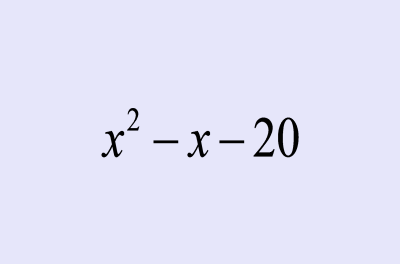 x² – x – 20